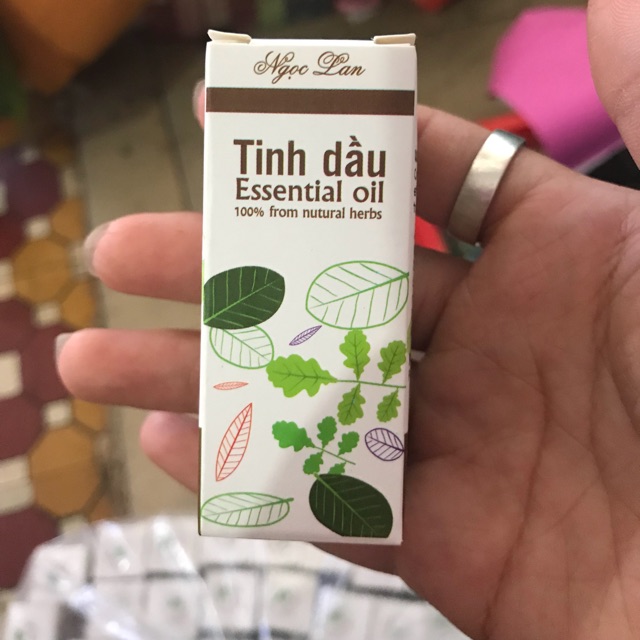 Ngọc Lan
Tinh dầu
Essential oil
100% from nutural herbs